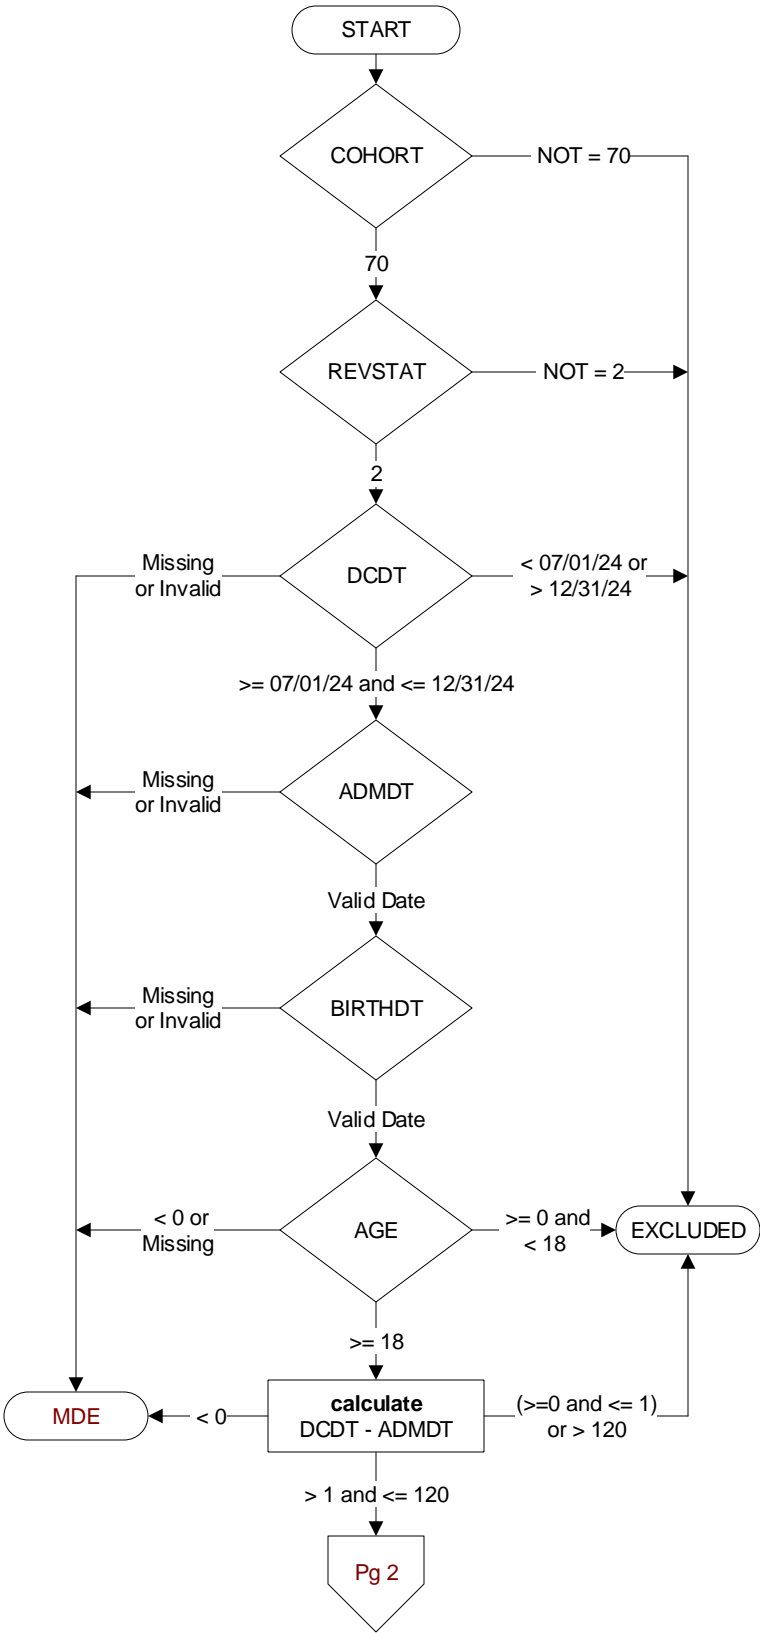 START
COHORT
NOT = 70
70
REVSTAT
NOT = 2
2
Missing
or Invalid
DCDT
< 07/01/24 or
> 12/31/24
>= 07/01/24 and <= 12/31/24
Missing
or Invalid
ADMDT
Valid Date
Missing
or Invalid
BIRTHDT
Valid Date
< 0 or
Missing
AGE
>= 0 and
< 18
EXCLUDED
>= 18
MDE
< 0
calculate
DCDT - ADMDT
(>=0 and <= 1)
or > 120
> 1 and <= 120
Pg 2